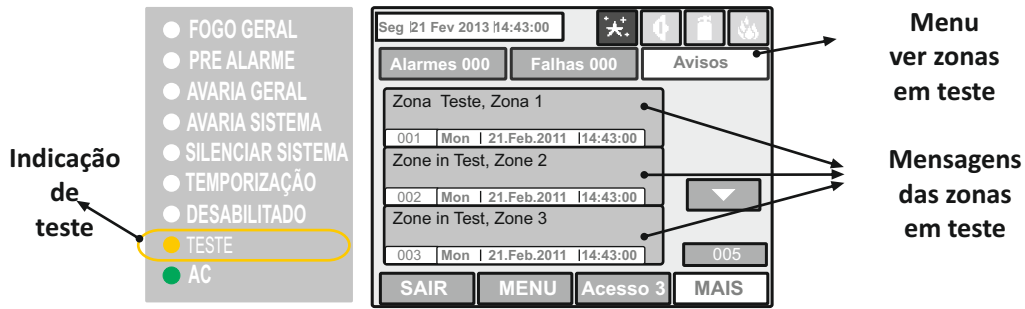 FOGO GERAL
PRE ALARME
AVARIA GERAL
AVARIA SISTEMA
SILENCIAR SISTEMA
TEMPORIZAÇÃO
DESABILITADO
TESTE
AC
Indicação
de
teste
Seg 21 Fev 2013 14:43:00
Alarmes 000 Falhas 000 Avisos
Zona Teste, Zona 1
001 Mon 21.Feb.2011 14:43:00
Zone in Test, Zone 2
002 Mon 21.Feb.2011 14:43:00
Zone in Test, Zone 3
003 Mon 21.Feb.2011 14:43:00
005
SAIR MENU Acesso 3 MAIS
Menu
ver zonas
em teste
Mensagens
das zonas
em teste